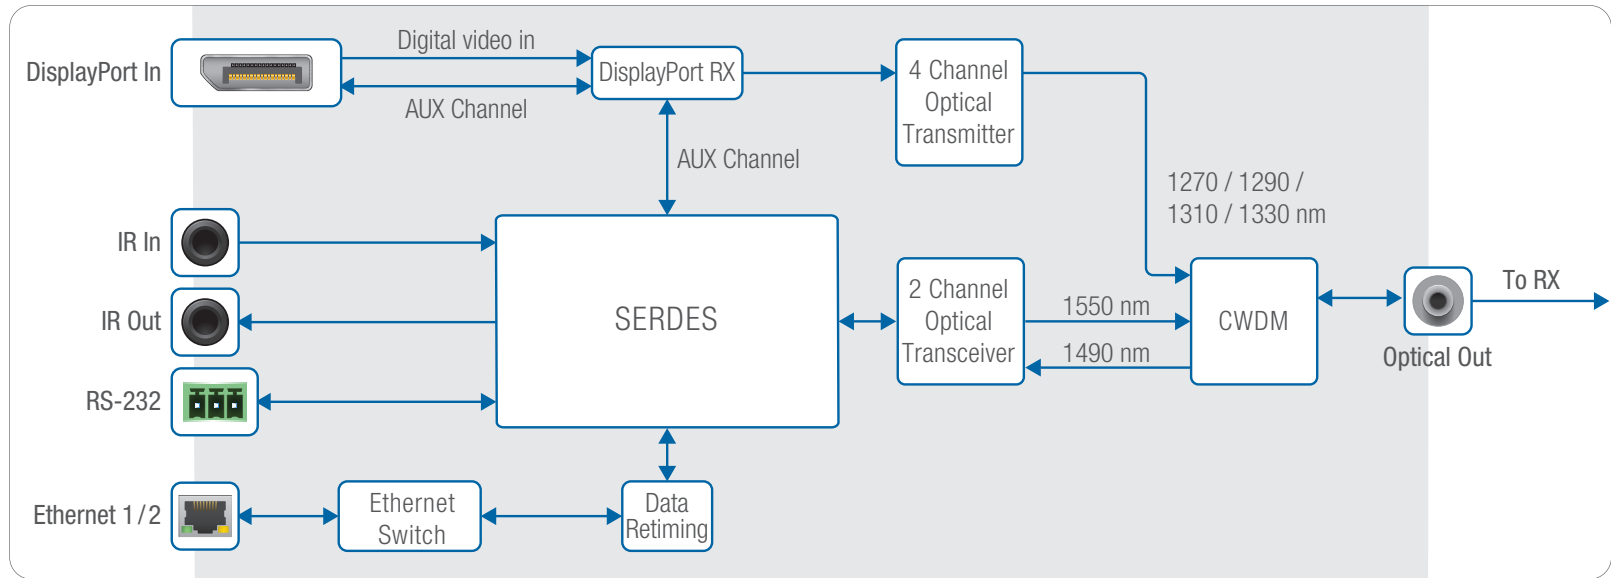 Digital video in
DisplayPort In
DisplayPort RX
AUX Channel
4 Channel
Optical
Transmitter
AUX Channel
1270 / 1290 /
1310 / 1330 nm
IR In
IR Out
SERDES
2 Channel
Optical
Transceiver
1550 nm
1490 nm
CWDM
To RX
Optical Out
RS-232
Ethernet 1/2
Ethernet
Switch
Data
Retiming